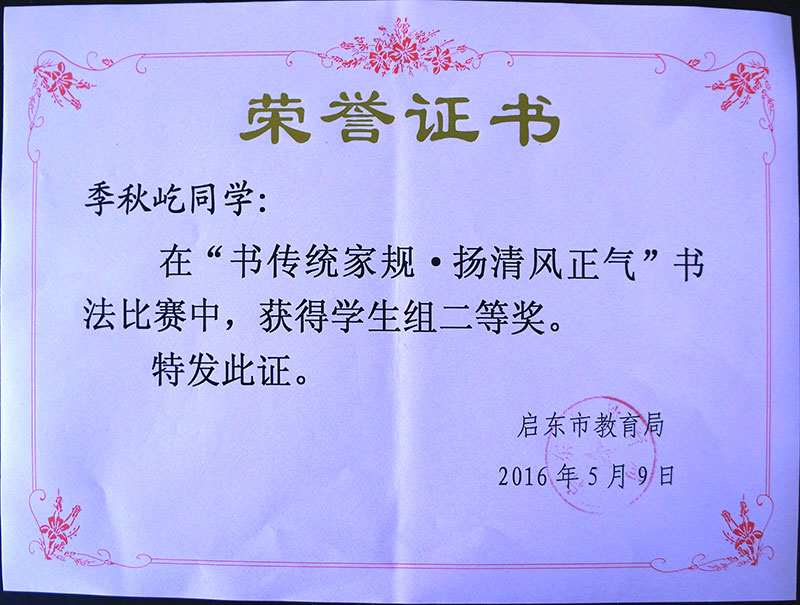 荣誉证书
季秋屹同学:
在“书传统家规·扬清风正气”书
法比赛中，获得学生组二等奖。
特发此证。
启东市教育局
2016年5月9日